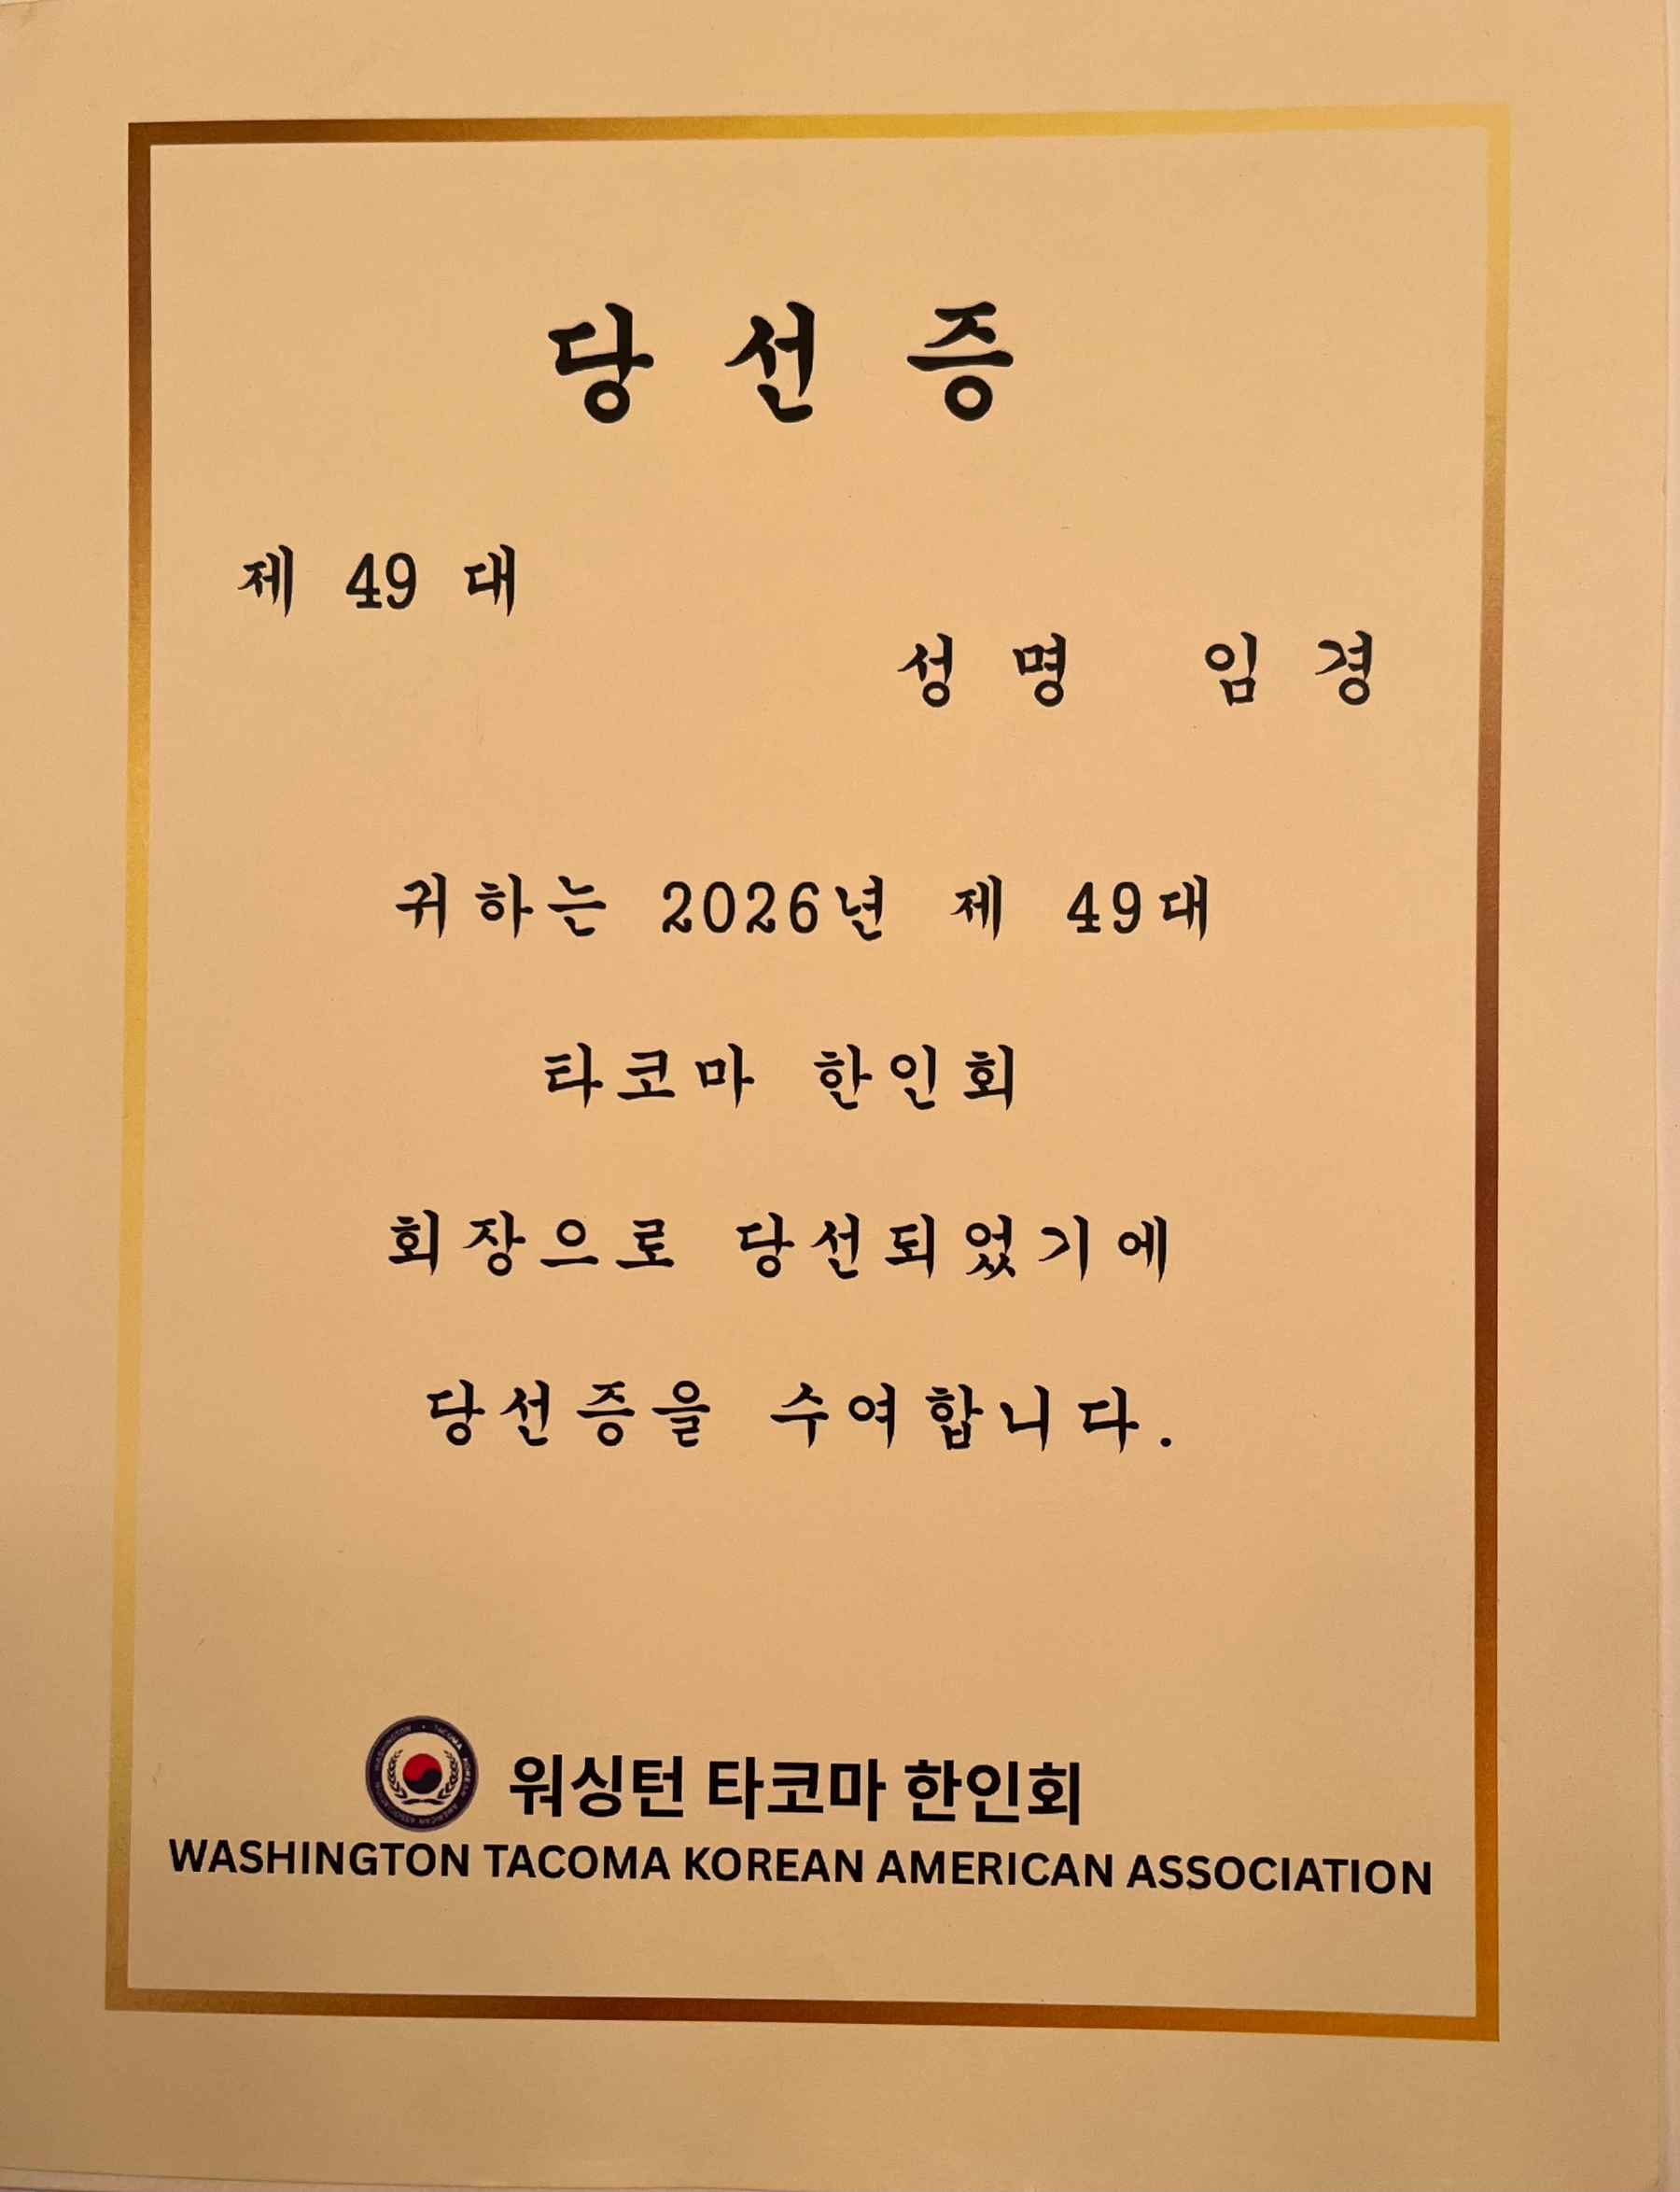 당 선 증
제 49 대
성 명 임 경
귀하는 2026년 제 49대
타코마 한인회
회장으로 당선되었기에
당선증을 수여합니다.
워싱턴 타코마 한인회
WASHINGTON TACOMA KOREAN AMERICAN ASSOCIATION